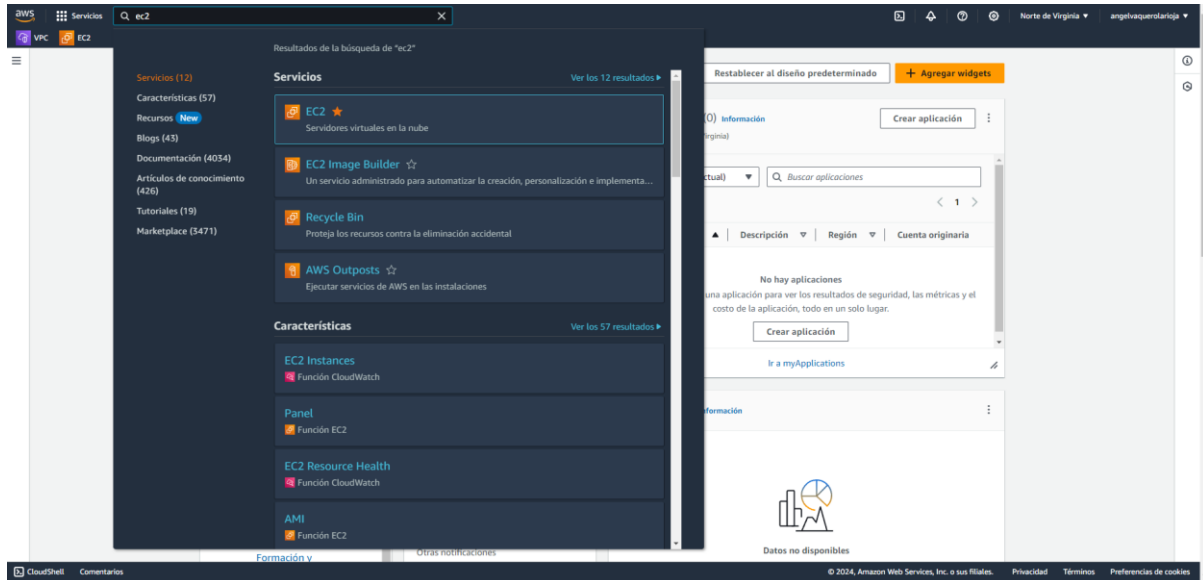 aws
Servicios
ec2
Norte de Virginia
angelvaquerolarioja
VPC
EC2
Resultados de la búsqueda de "ec2"
Servicios (12)
Características (57)
Recursos New
Blogs (43)
Documentación (4034)
Artículos de conocimiento
(426)
Tutoriales (19)
Marketplace (3471)
Servicios
Ver los 12 resultados
EC2
Servidores virtuales en la nube
EC2 Image Builder
Un servicio administrado para automatizar la creación, personalización e implementa...
Recycle Bin
Proteja los recursos contra la eliminación accidental
AWS Outposts
Ejecutar servicios de AWS en las instalaciones
Características
Ver los 57 resultados
EC2 Instances
Función CloudWatch
Panel
Función EC2
EC2 Resource Health
Función CloudWatch
AMI
Función EC2
Restablecer al diseño predeterminado
+ Agregar widgets
(0) Información
Crear aplicación
Virginia)
ctual)
Buscar aplicaciones
1
Descripción
Región
Cuenta originaria
No hay aplicaciones
una aplicación para ver los resultados de seguridad, las métricas y el
costo de la aplicación, todo en un solo lugar.
Crear aplicación
Ir a myApplications
nformación
Datos no disponibles
Formación y
Otras notificaciones
CloudShell
Comentarios
© 2024, Amazon Web Services, Inc. o sus filiales.
Privacidad
Términos
Preferencias de cookies